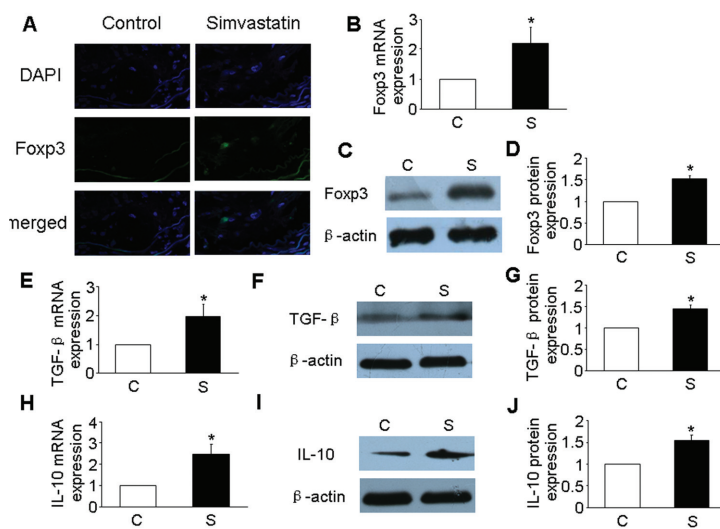 A
Control
Simvastatin
DAPI
Foxp3
merged
B
Foxp3 mRNA
expression
3
2
1
0
*
C
S
C
C
S
Foxp3
β-actin
D
Foxp3 protein
expression
2
1.5
1
0.5
0
*
C
S
E
TGF-β mRNA
expression
3
2
1
0
*
C
S
F
C
S
TGF-β
β-actin
G
TGF-β protein
expression
2
1.5
1
0.5
0
*
C
S
H
IL-10 mRNA
expression
4
3
2
1
0
*
C
S
I
C
S
IL-10
β-actin
J
IL-10 protein
expression
2
1.5
1
0.5
0
*
C
S